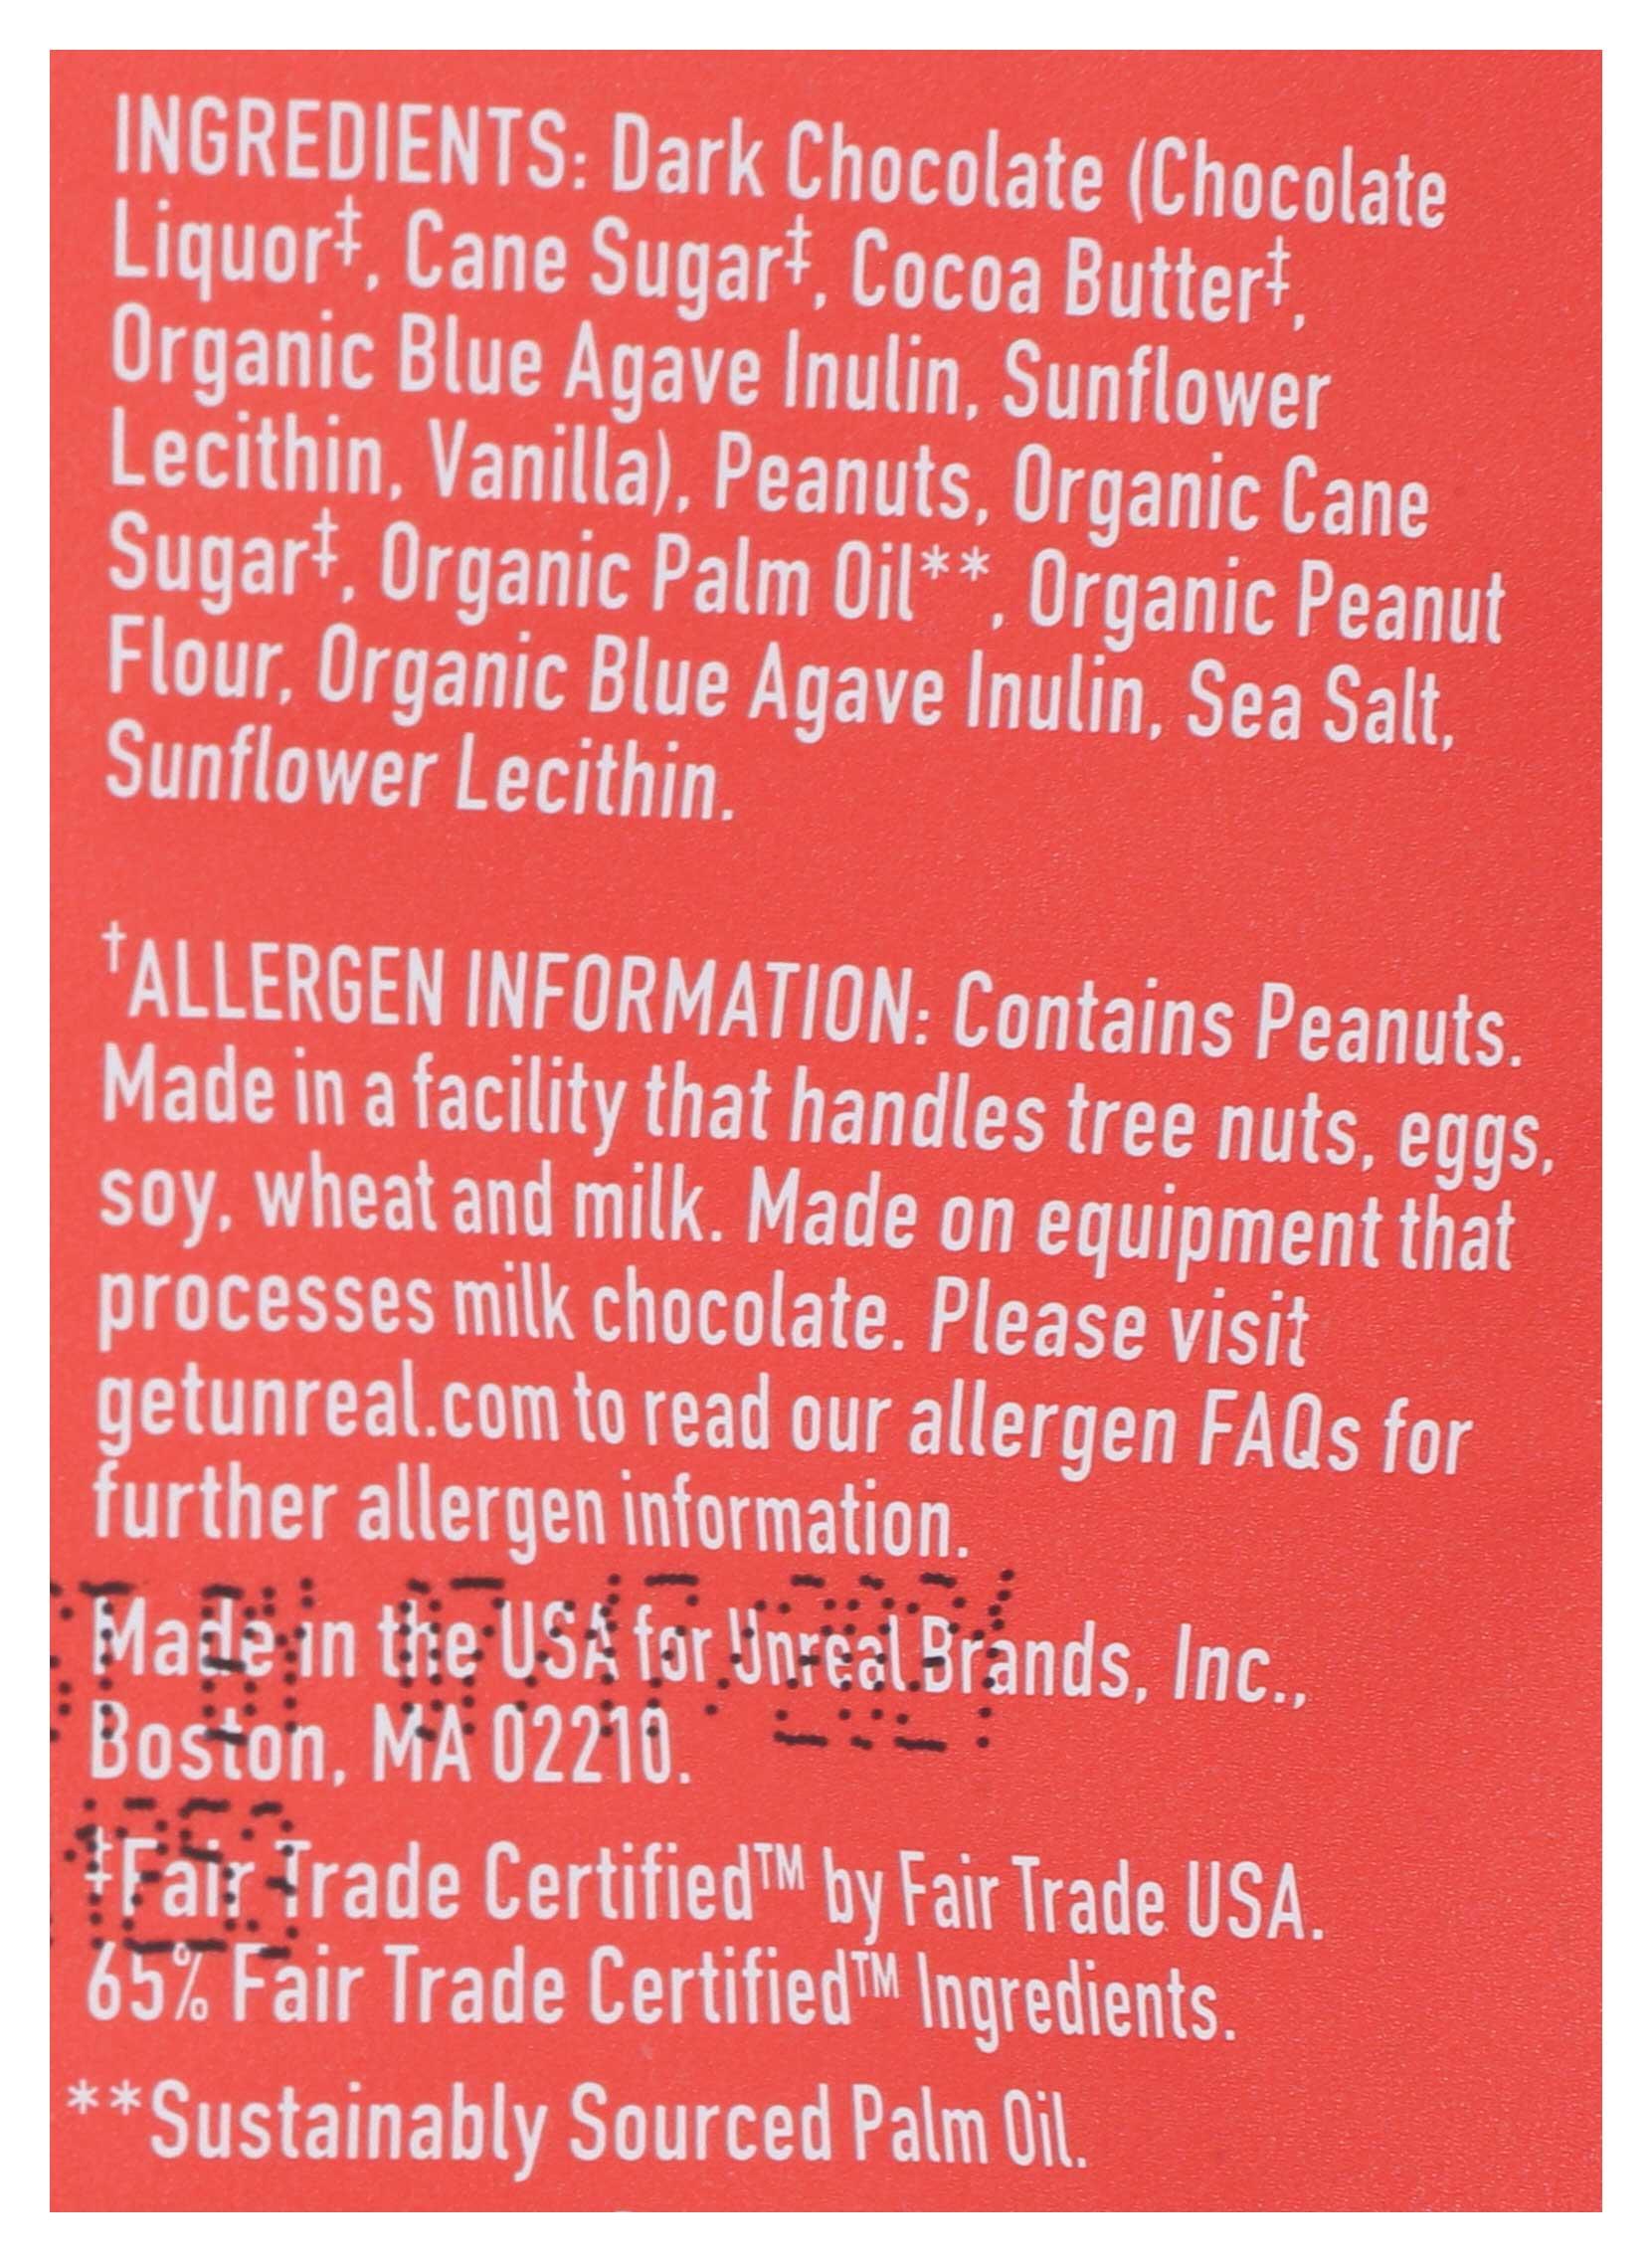 INGREDIENTS: Dark Chocolate (Chocolate
Liquor‡, Cane Sugar‡, Cocoa Butter‡,
Organic Blue Agave Inulin, Sunflower
Lecithin, Vanilla), Peanuts, Organic Cane
Sugar‡, Organic Palm Oil**, Organic Peanut
Flour, Organic Blue Agave Inulin, Sea Salt,
Sunflower Lecithin.
†ALLERGEN INFORMATION: Contains Peanuts.
Made in a facility that handles tree nuts, eggs,
soy, wheat and milk. Made on equipment that
processes milk chocolate. Please visit
getunreal.com to read our allergen FAQs for
further allergen information.
Made in the USA for Unreal Brands, Inc.,
Boston, MA 02210.
‡Fair Trade Certified™ by Fair Trade USA.
65% Fair Trade Certified™ Ingredients.
**Sustainably Sourced Palm Oil.